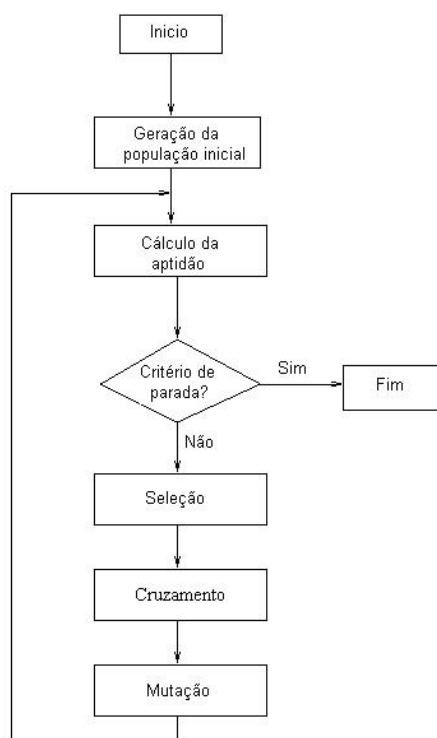 Inicio
Geração da
população inicial
Cálculo da
aptidão
Critério de
parada?
Sim
Fim
Não
Seleção
Cruzamento
Mutação